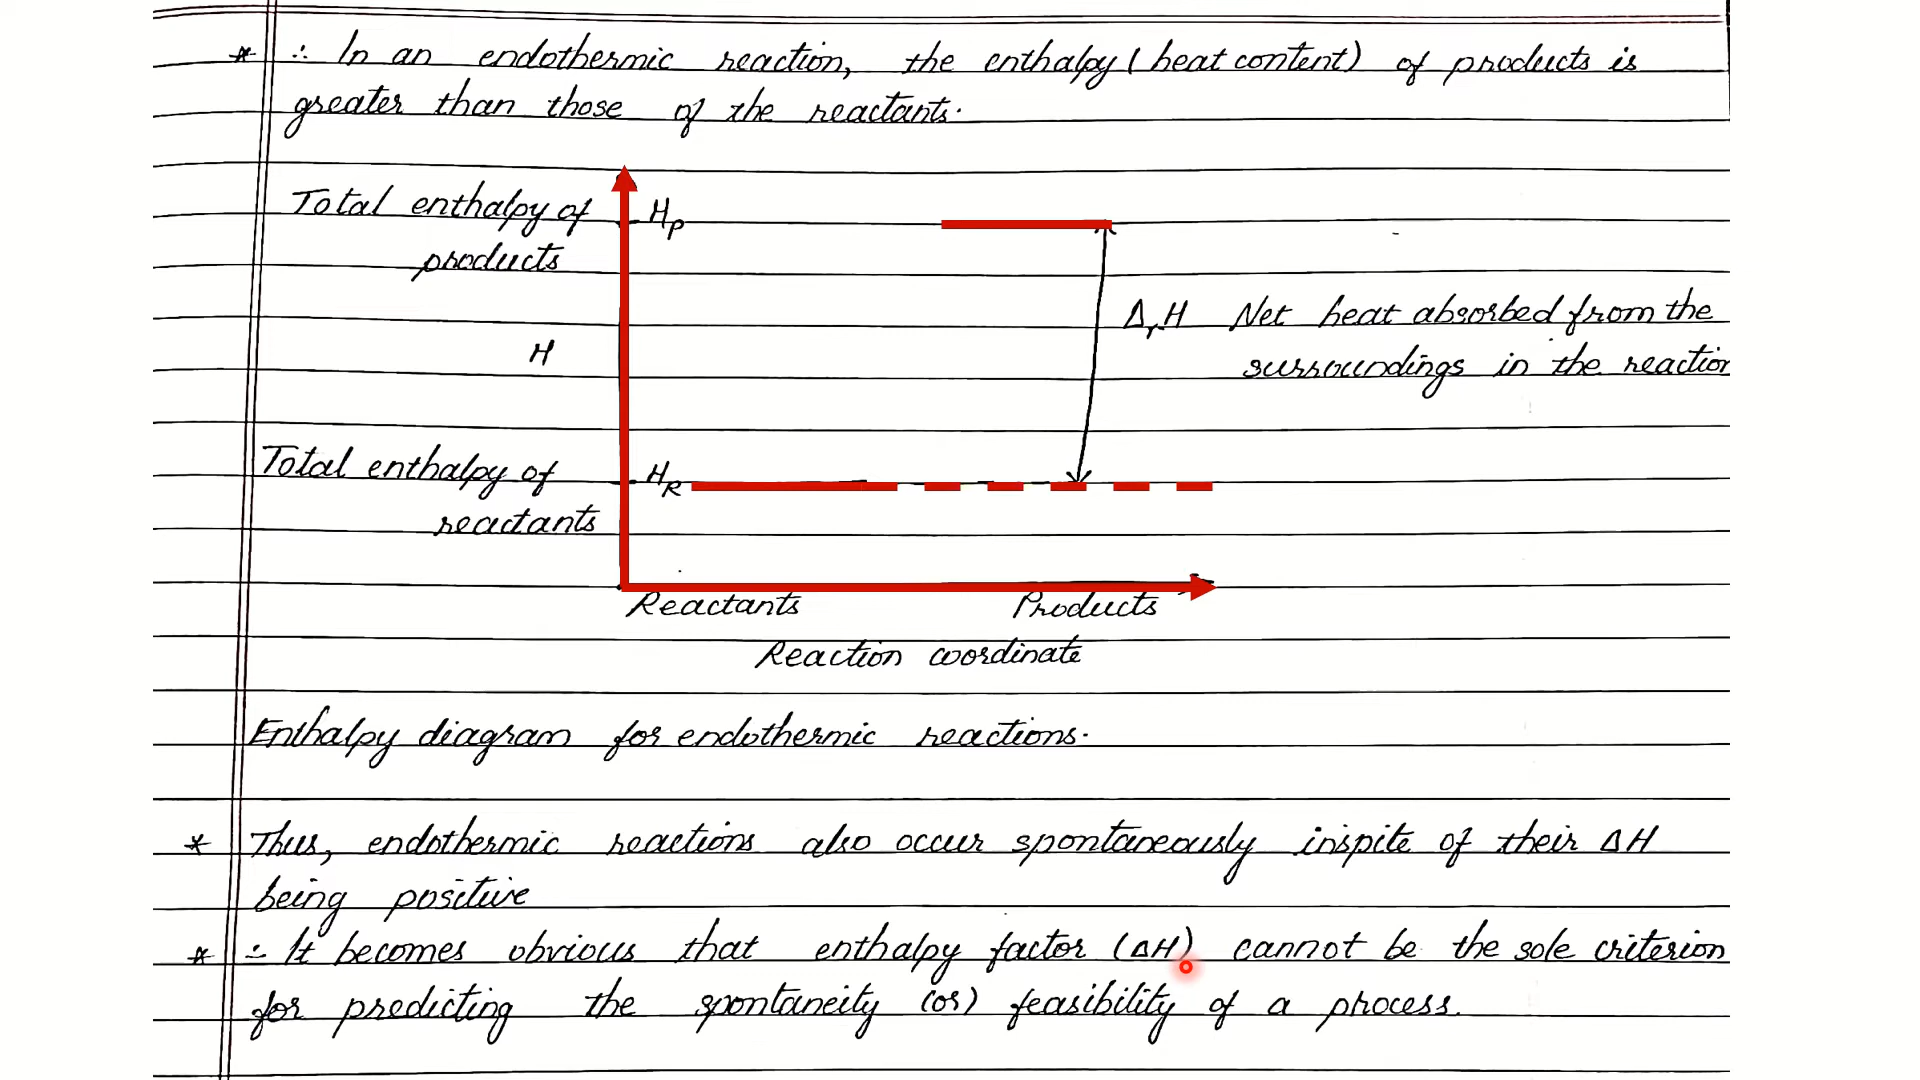 * ∴ In an endothermic reaction, the enthalpy (heat content) of products is
greater than those of the reactants.
Total enthalpy of
products
H_P
Δ_rH Net heat absorbed from the
surroundings in the reaction
H
Total enthalpy of
reactants
H_R
Reactants Products
Reaction coordinate
Enthalpy diagram for endothermic reactions.
* Thus, endothermic reactions also occur spontaneously inspite of their ΔH
being positive
* ∴ It becomes obvious that enthalpy factor (ΔH) cannot be the sole criterion
for predicting the spontaneity (or) feasibility of a process.